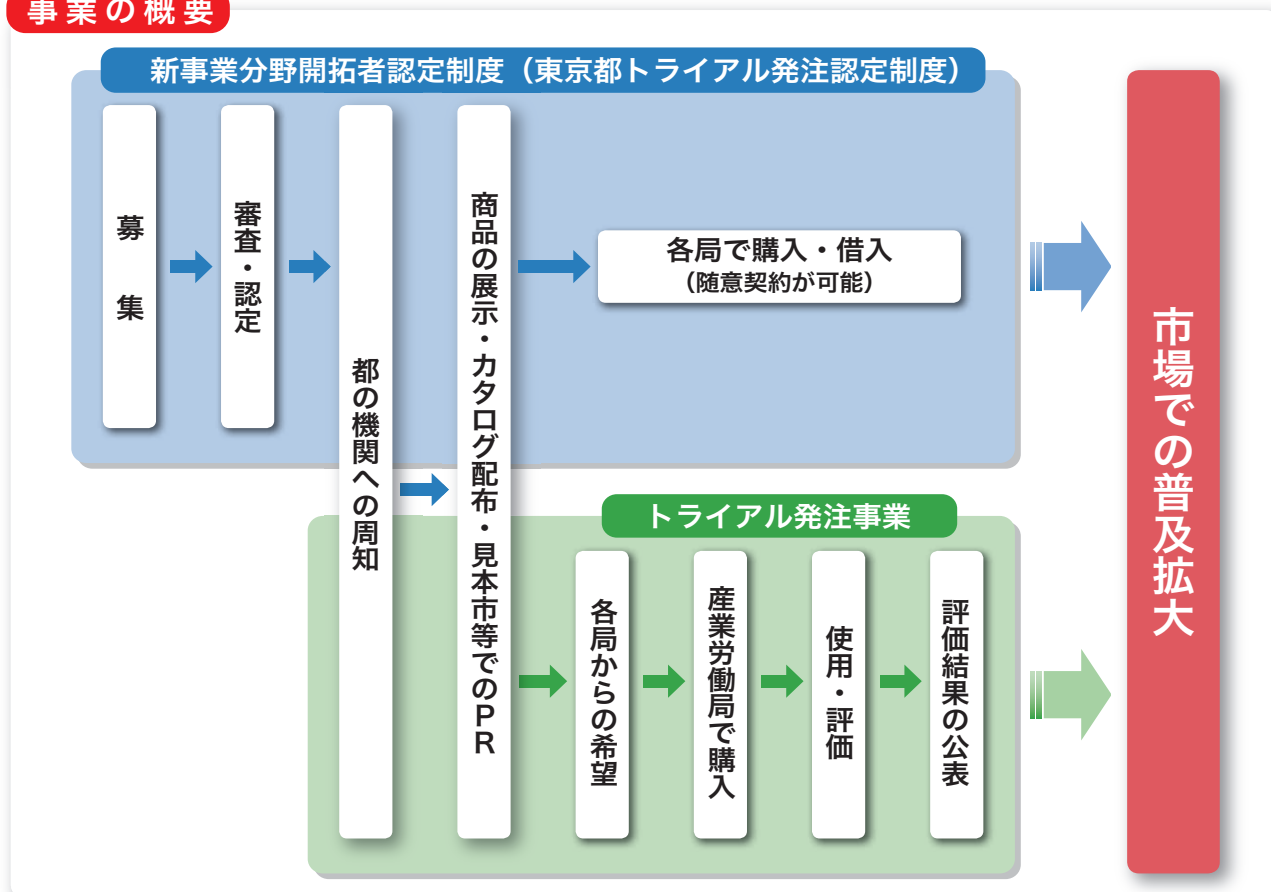 事業の概要
新事業分野開拓者認定制度（東京都トライアル発注認定制度）
募集
審査・認定
都の機関への周知
商品の展示・カタログ配布・見本市等でのPR
各局で購入・借入
（随意契約が可能）
トライアル発注事業
各局からの希望
産業労働局で購入
使用・評価
評価結果の公表
市場での普及拡大